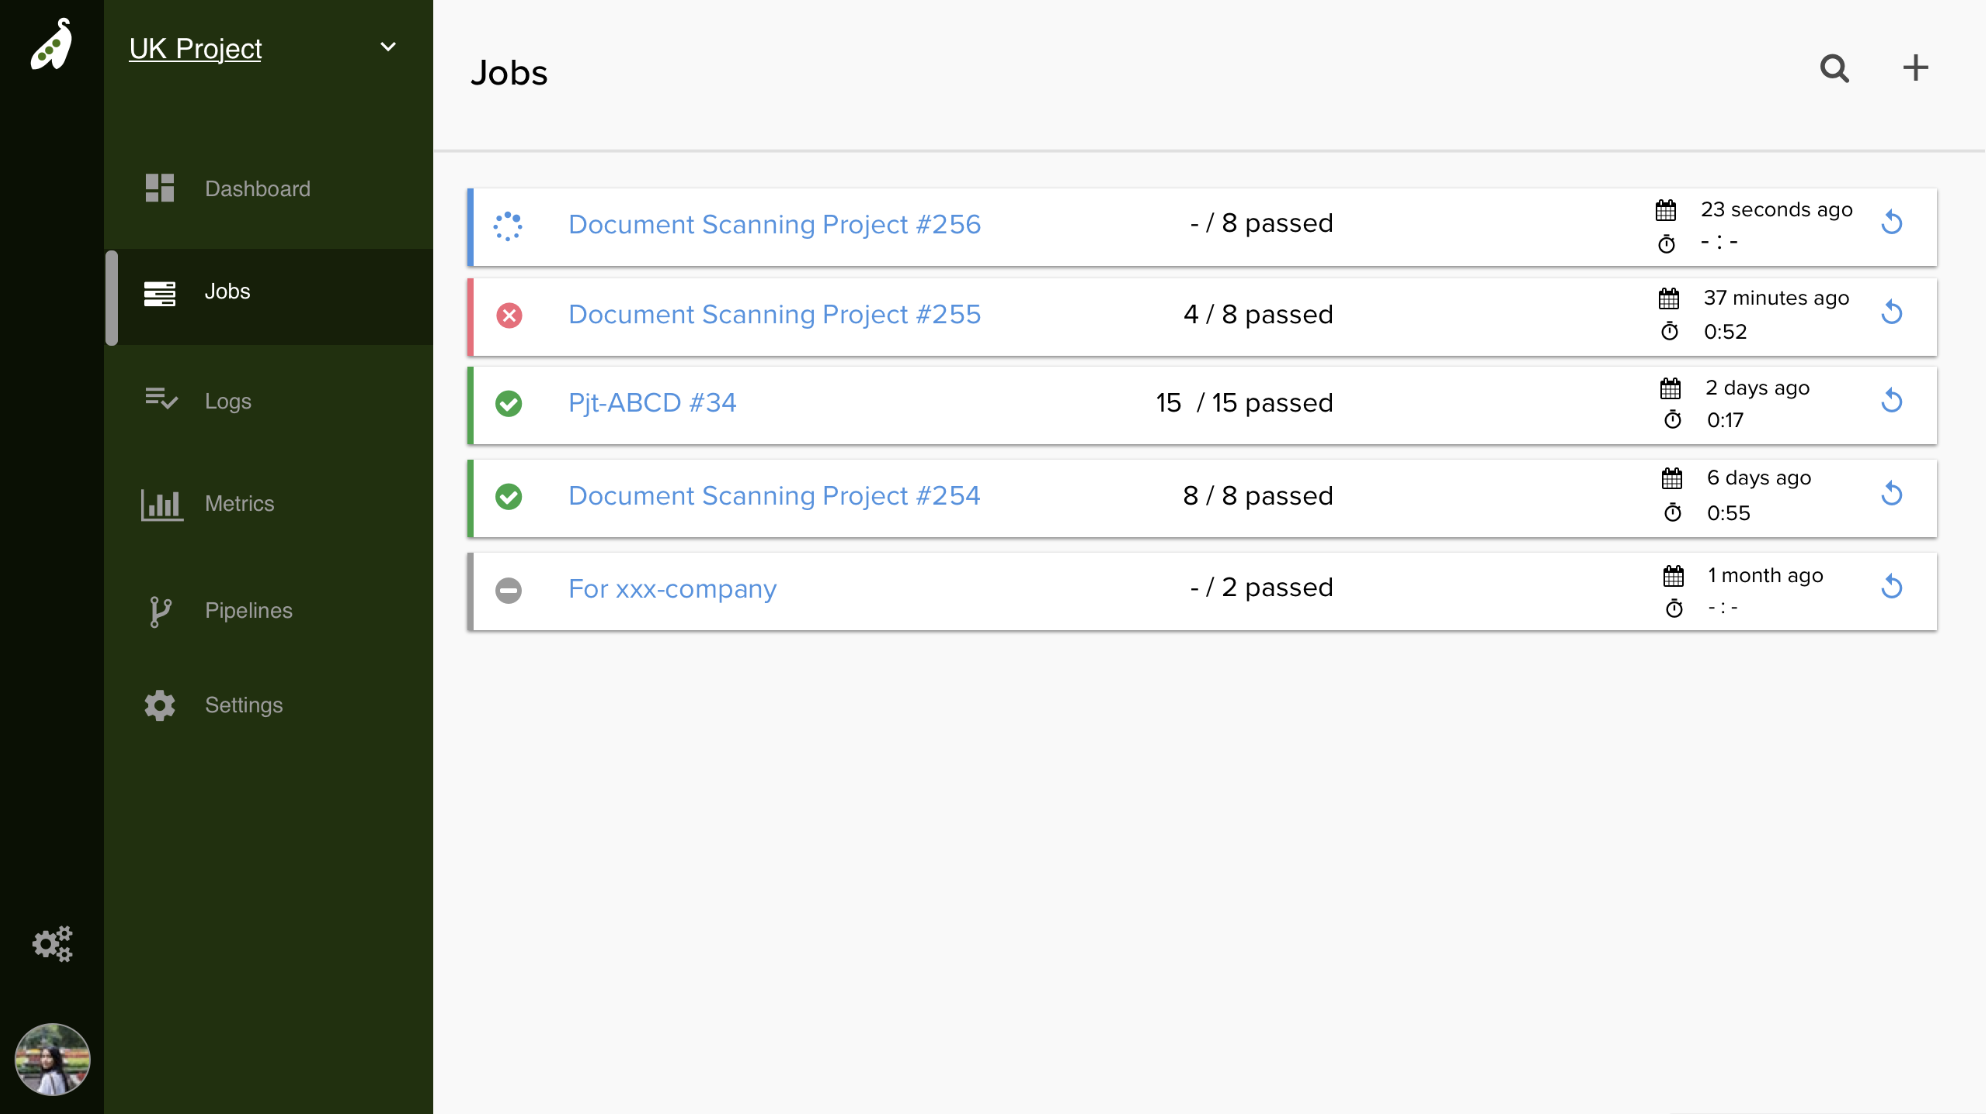 UK Project
Dashboard
Jobs
Logs
Metrics
Pipelines
Settings
Jobs
Document Scanning Project #256
- / 8 passed
23 seconds ago
- : -
Document Scanning Project #255
4 / 8 passed
37 minutes ago
0:52
Pjt-ABCD #34
15 / 15 passed
2 days ago
0:17
Document Scanning Project #254
8 / 8 passed
6 days ago
0:55
For xxx-company
- / 2 passed
1 month ago
- : -